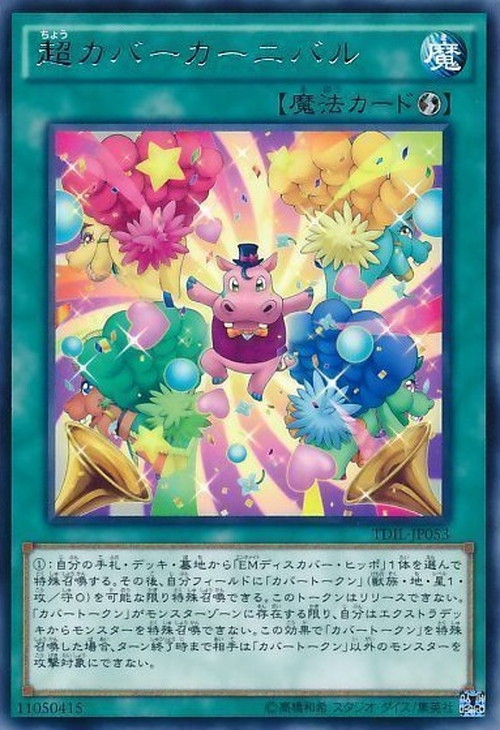 超カバーカーニバル
ちょう
魔
【魔法カード】
TDIL-JP053
①:自分の手札・デッキ・墓地から「EMディスカバー・ヒッポ」1体を選んで
特殊召喚する。その後、自分フィールドに「カバートークン」(獣族・地・星1・
攻/守0)を可能な限り特殊召喚できる。このトークンはリリースできない。
「カバートークン」がモンスターゾーンに存在する限り、自分はエクストラデッ
キからモンスターを特殊召喚できない。この効果で「カバートークン」を特殊
召喚した場合、ターン終了時まで相手は「カバートークン」以外のモンスターを
攻撃対象にできない。
11050415
©高橋和希 スタジオ・ダイス/集英社